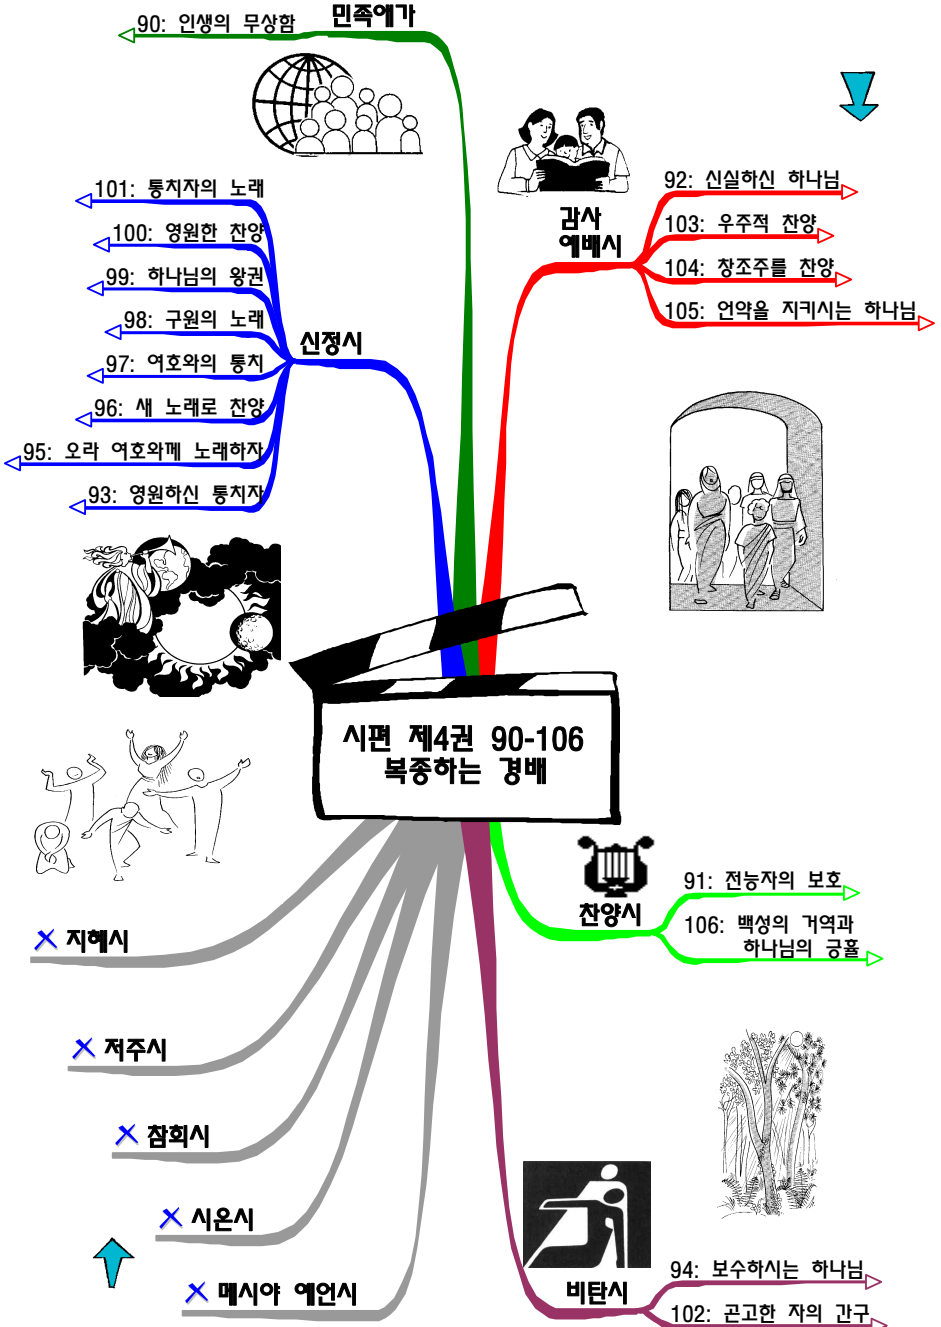 민족애가
90: 인생의 무상함
101: 통치자의 노래
100: 영원한 찬양
99: 하나님의 왕권
98: 구원의 노래
신정시
97: 여호와의 통치
96: 새 노래로 찬양
95: 오라 여호와께 노래하자
93: 영원하신 통치자
감사
예배시
92: 신실하신 하나님
103: 우주적 찬양
104: 창조주를 찬양
105: 언약을 지키시는 하나님
시편 제4권 90-106
복종하는 경배
찬양시
91: 전능자의 보호
106: 백성의 거역과
하나님의 긍휼
지혜시
저주시
참회시
시온시
메시야 예언시
비탄시
94: 보수하시는 하나님
102: 곤고한 자의 간구